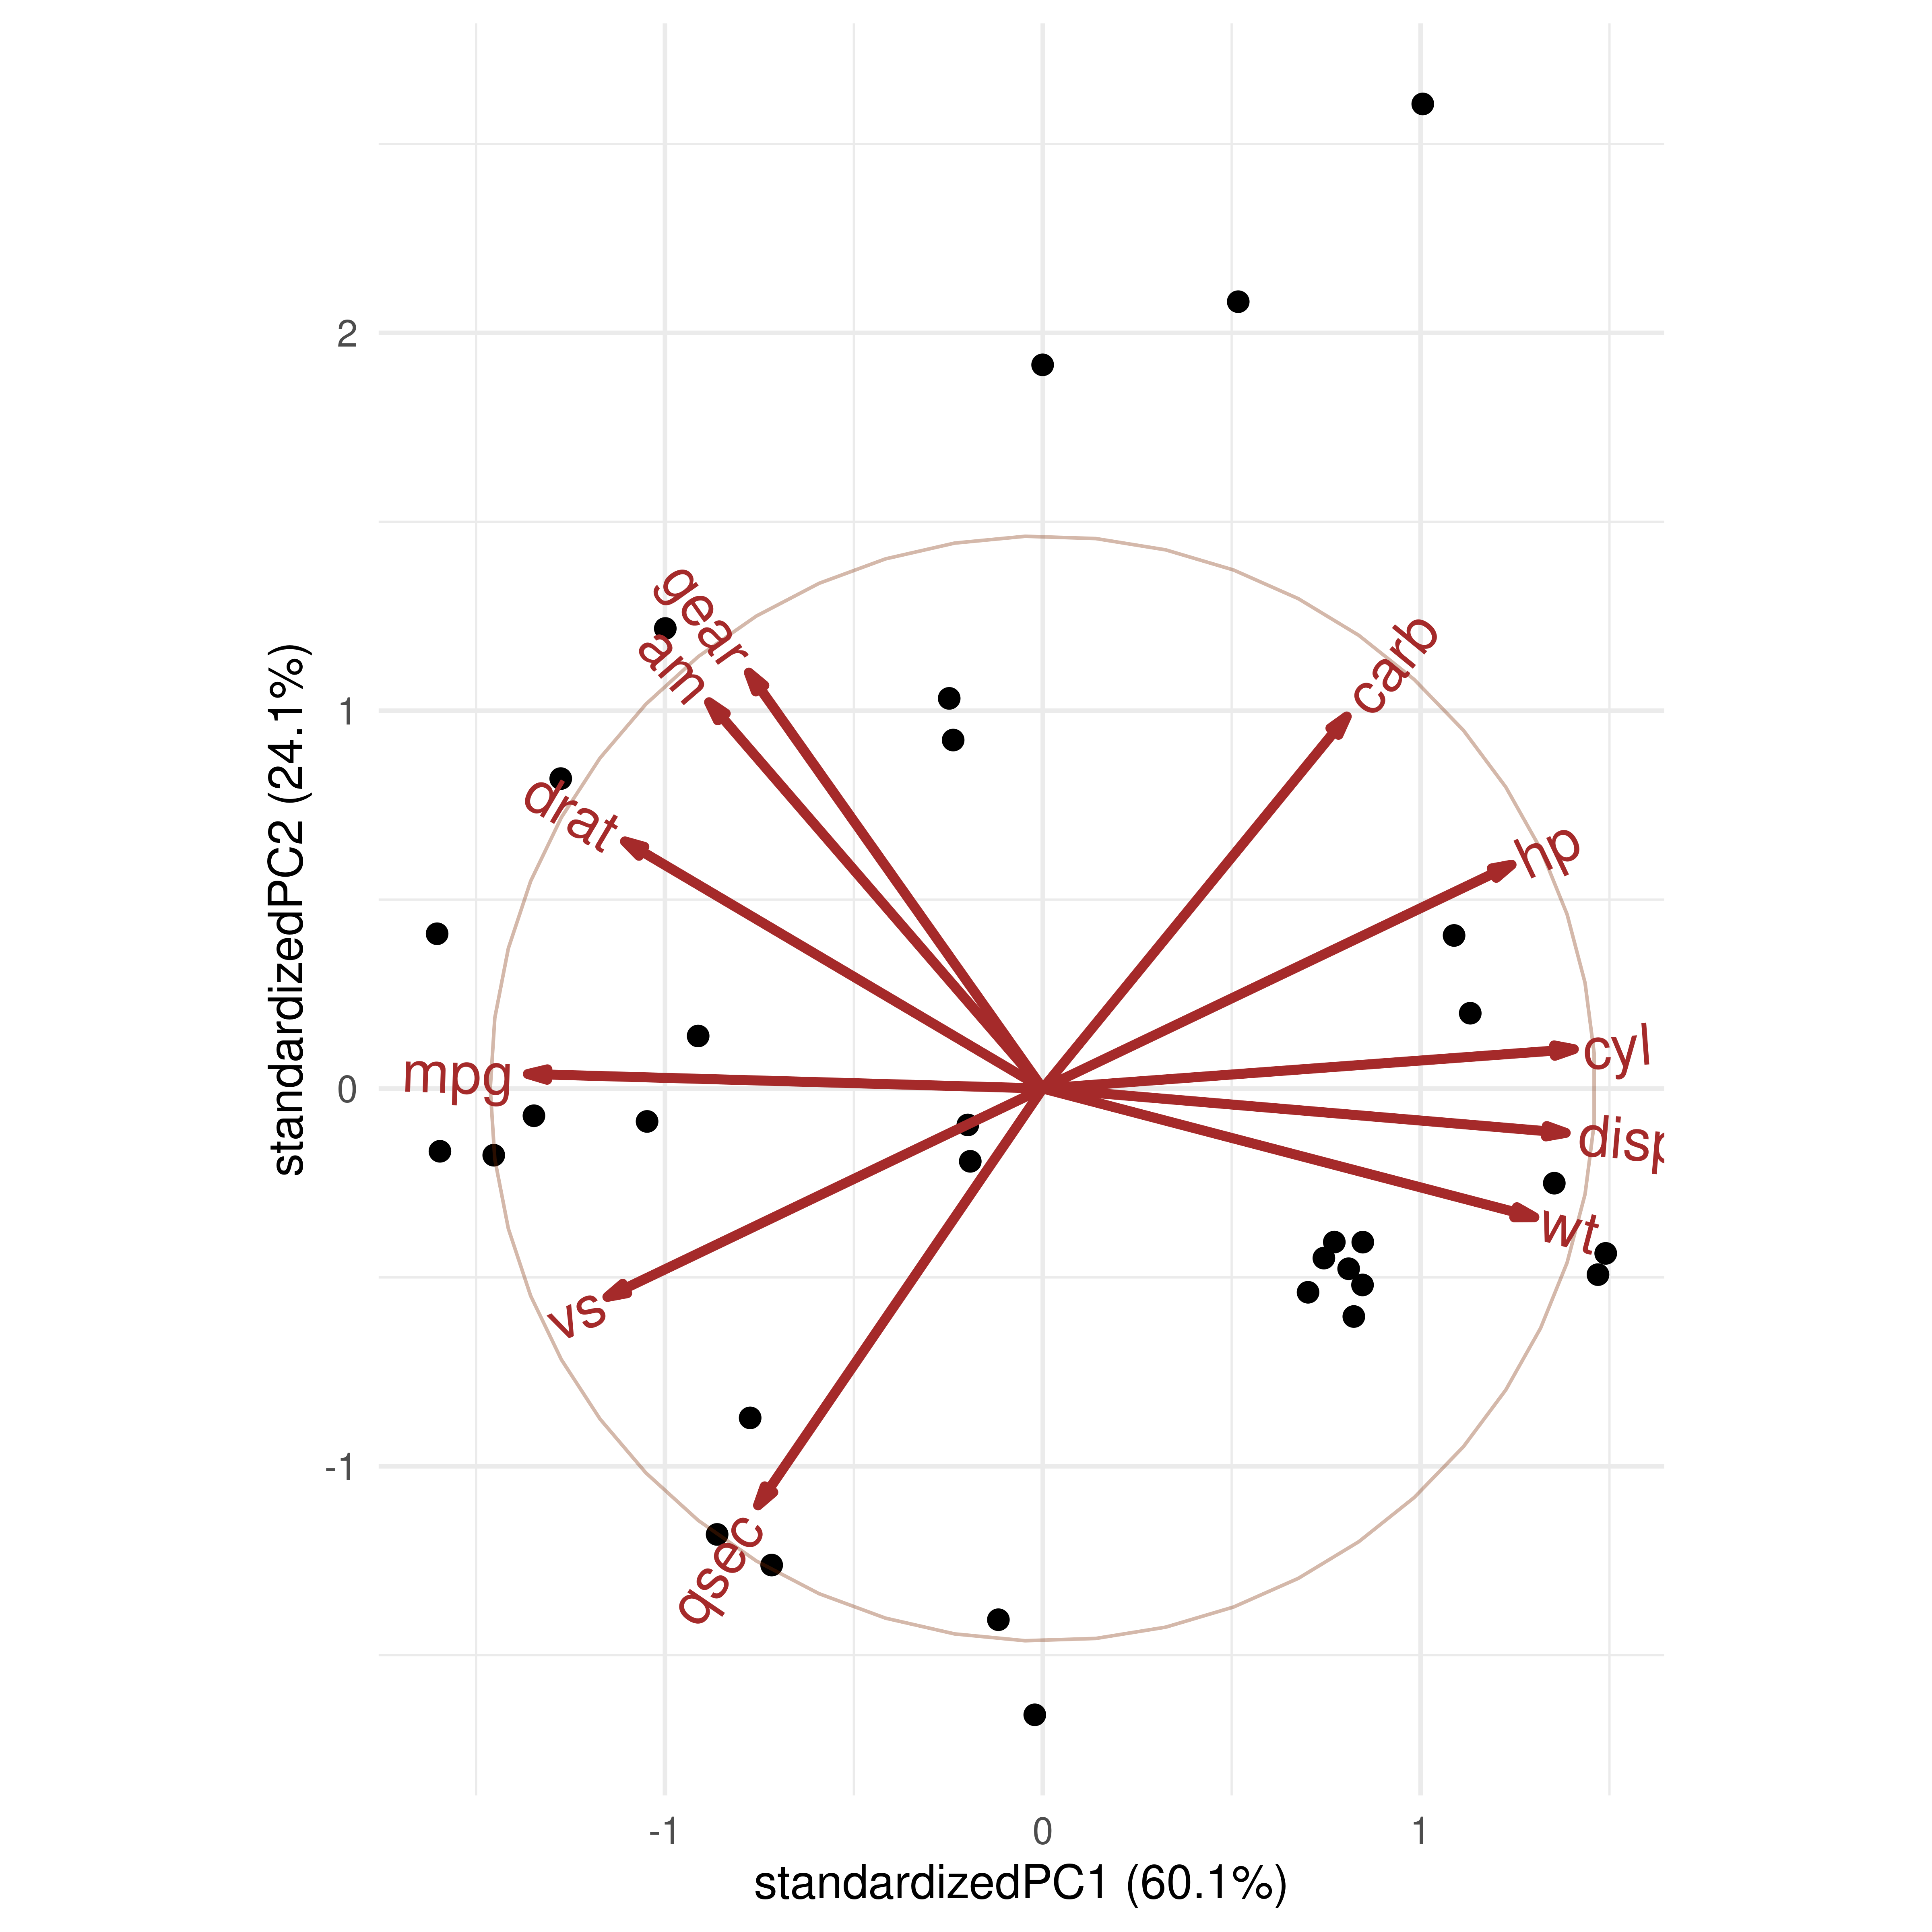 2
gear
am
carb
1
drat
hp
cyl
mpg
0
dis
wt
vs
-1
qsec
-1
0
1
standardizedPC1 (60.1%)
standardizedPC2 (24.1%)